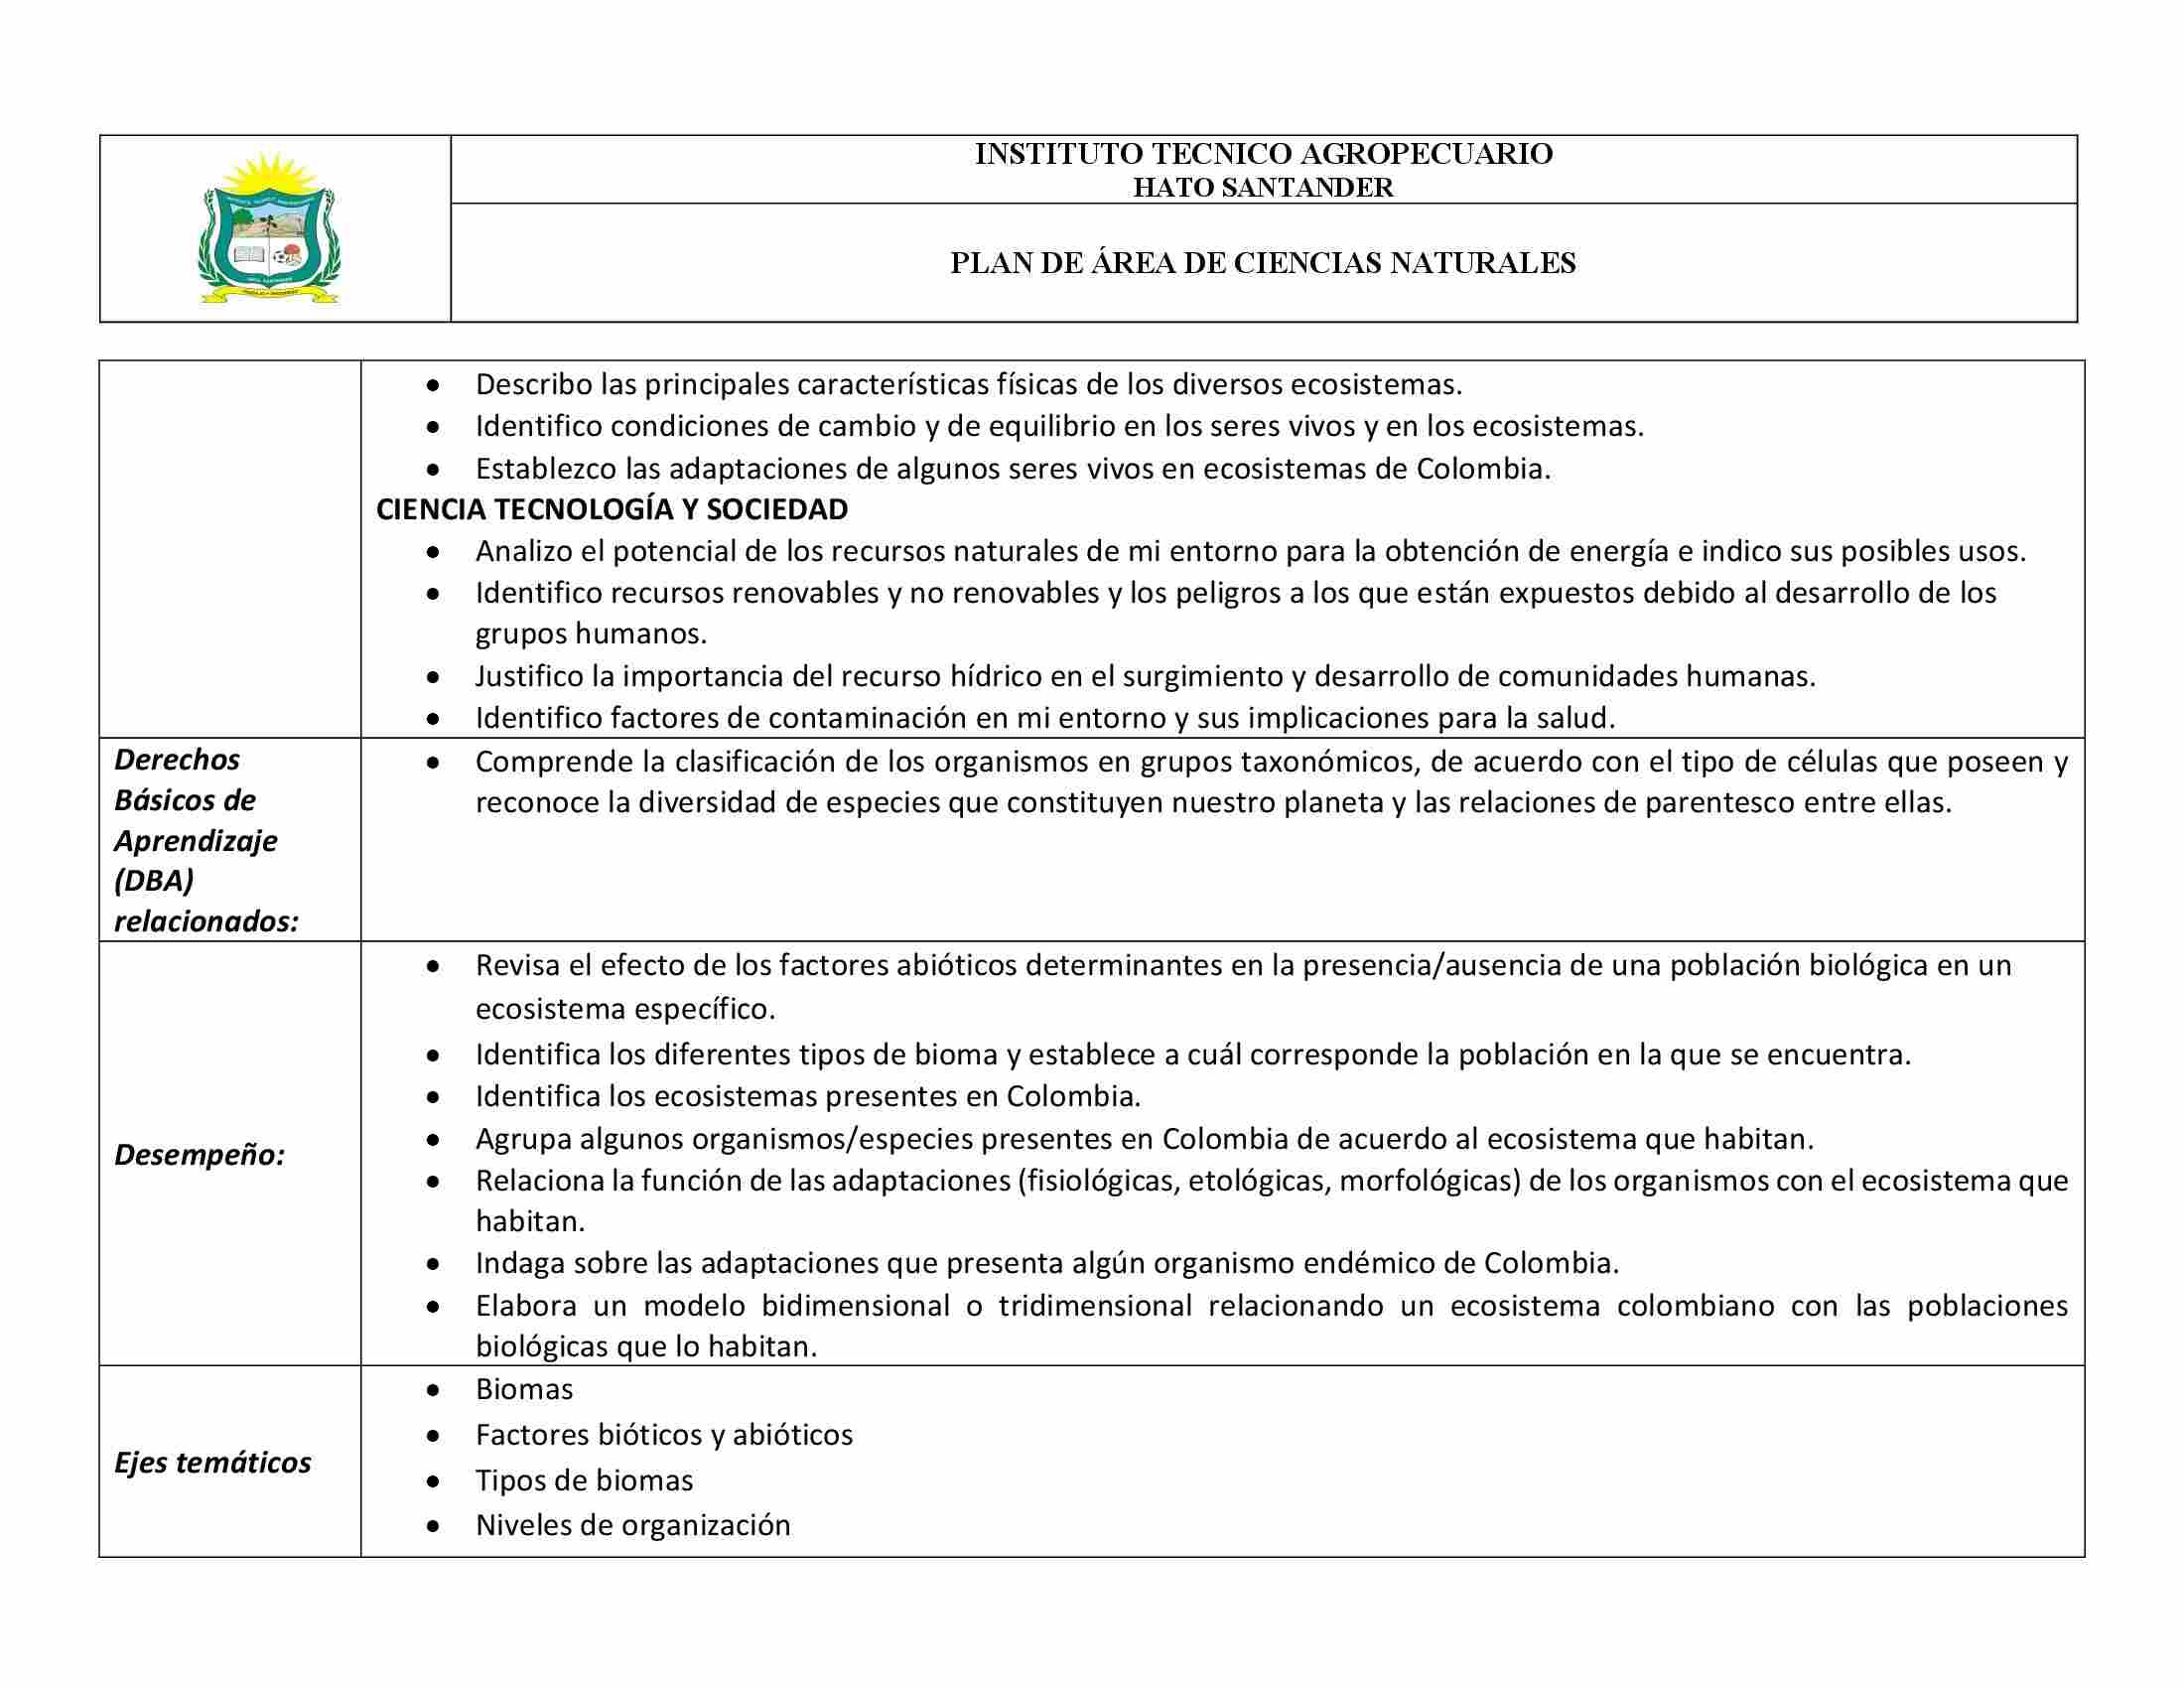 INSTITUTO TECNICO AGROPECUARIO
HATO SANTANDER
PLAN DE ÁREA DE CIENCIAS NATURALES
• Describo las principales características físicas de los diversos ecosistemas.
• Identifico condiciones de cambio y de equilibrio en los seres vivos y en los ecosistemas.
• Establezco las adaptaciones de algunos seres vivos en ecosistemas de Colombia.
CIENCIA TECNOLOGÍA Y SOCIEDAD
• Analizo el potencial de los recursos naturales de mi entorno para la obtención de energía e indico sus posibles usos.
• Identifico recursos renovables y no renovables y los peligros a los que están expuestos debido al desarrollo de los
grupos humanos.
• Justifico la importancia del recurso hídrico en el surgimiento y desarrollo de comunidades humanas.
• Identifico factores de contaminación en mi entorno y sus implicaciones para la salud.
Derechos
Básicos de
Aprendizaje
(DBA)
relacionados:
• Comprende la clasificación de los organismos en grupos taxonómicos, de acuerdo con el tipo de células que poseen y
reconoce la diversidad de especies que constituyen nuestro planeta y las relaciones de parentesco entre ellas.
Desempeño:
• Revisa el efecto de los factores abióticos determinantes en la presencia/ausencia de una población biológica en un
ecosistema específico.
• Identifica los diferentes tipos de bioma y establece a cuál corresponde la población en la que se encuentra.
• Identifica los ecosistemas presentes en Colombia.
• Agrupa algunos organismos/especies presentes en Colombia de acuerdo al ecosistema que habitan.
• Relaciona la función de las adaptaciones (fisiológicas, etológicas, morfológicas) de los organismos con el ecosistema que
habitan.
• Indaga sobre las adaptaciones que presenta algún organismo endémico de Colombia.
• Elabora un modelo bidimensional o tridimensional relacionando un ecosistema colombiano con las poblaciones
biológicas que lo habitan.
Ejes temáticos
• Biomas
• Factores bióticos y abióticos
• Tipos de biomas
• Niveles de organización